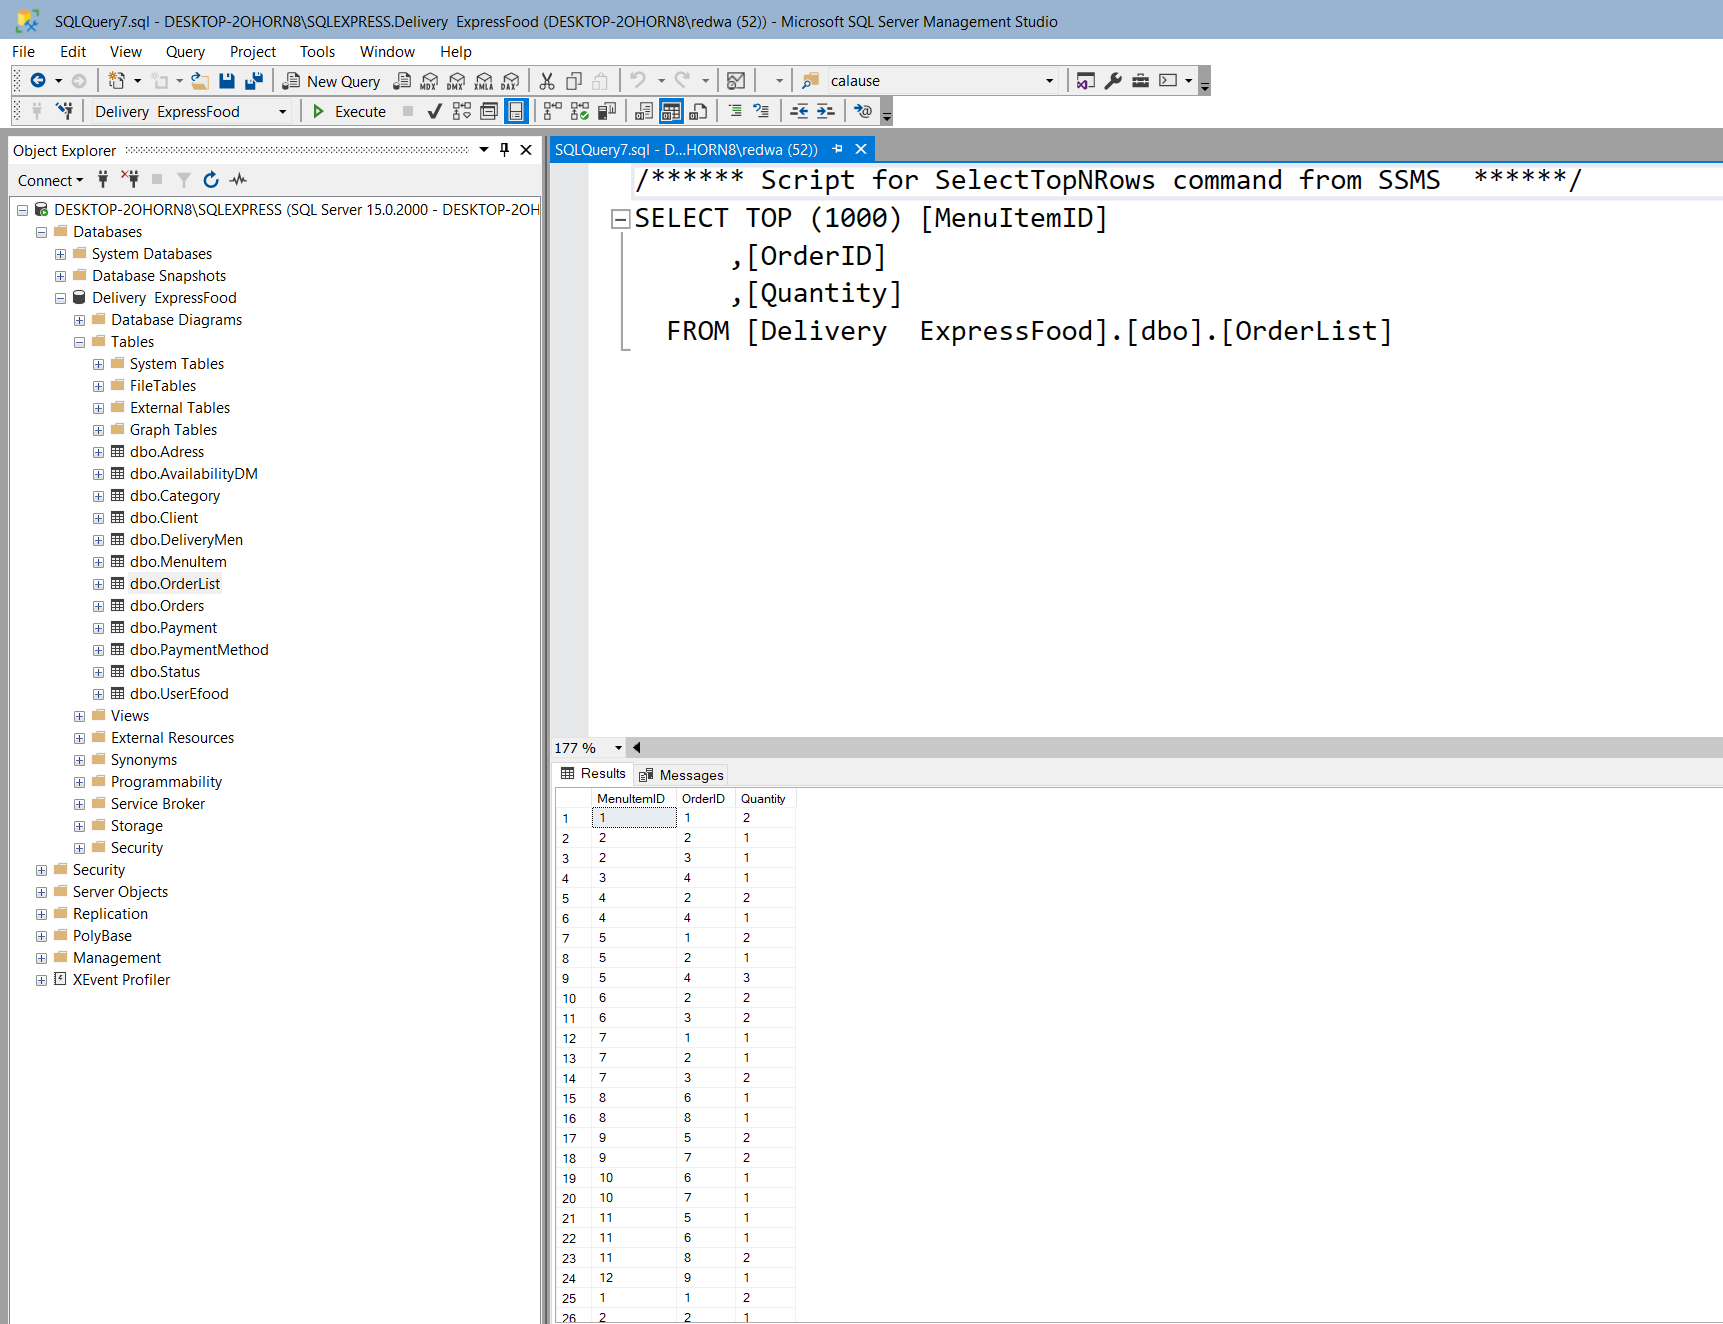 SQLQuery7.sql - DESKTOP-2OHORN8\SQLEXPRESS.Delivery  ExpressFood (DESKTOP-2OHORN8\redwa (52)) - Microsoft SQL Server Management Studio
File Edit View Query Project Tools Window Help
New Query MDX DMX XMLA DAX calause
Delivery  ExpressFood Execute
Object Explorer
Connect
DESKTOP-2OHORN8\SQLEXPRESS (SQL Server 15.0.2000 - DESKTOP-2OH
Databases
System Databases
Database Snapshots
Delivery  ExpressFood
Database Diagrams
Tables
System Tables
FileTables
External Tables
Graph Tables
dbo.Adress
dbo.AvailabilityDM
dbo.Category
dbo.Client
dbo.DeliveryMen
dbo.MenuItem
dbo.OrderList
dbo.Orders
dbo.Payment
dbo.PaymentMethod
dbo.Status
dbo.UserEfood
Views
External Resources
Synonyms
Programmability
Service Broker
Storage
Security
Security
Server Objects
Replication
PolyBase
Management
XEvent Profiler
SQLQuery7.sql - D...HORN8\redwa (52))
/****** Script for SelectTopNRows command from SSMS  ******/
SELECT TOP (1000) [MenuItemID]
,[OrderID]
,[Quantity]
FROM [Delivery  ExpressFood].[dbo].[OrderList]
177 %
Results Messages
MenuItemID OrderID Quantity
1 1 1 2
2 2 2 1
3 2 3 1
4 3 4 1
5 4 2 2
6 4 4 1
7 5 1 2
8 5 2 1
9 5 4 3
10 6 2 2
11 6 3 2
12 7 1 1
13 7 2 1
14 7 3 2
15 8 6 1
16 8 8 1
17 9 5 2
18 9 7 2
19 10 6 1
20 10 7 1
21 11 5 1
22 11 6 1
23 11 8 2
24 12 9 1
25 1 1 2
26 2 2 1